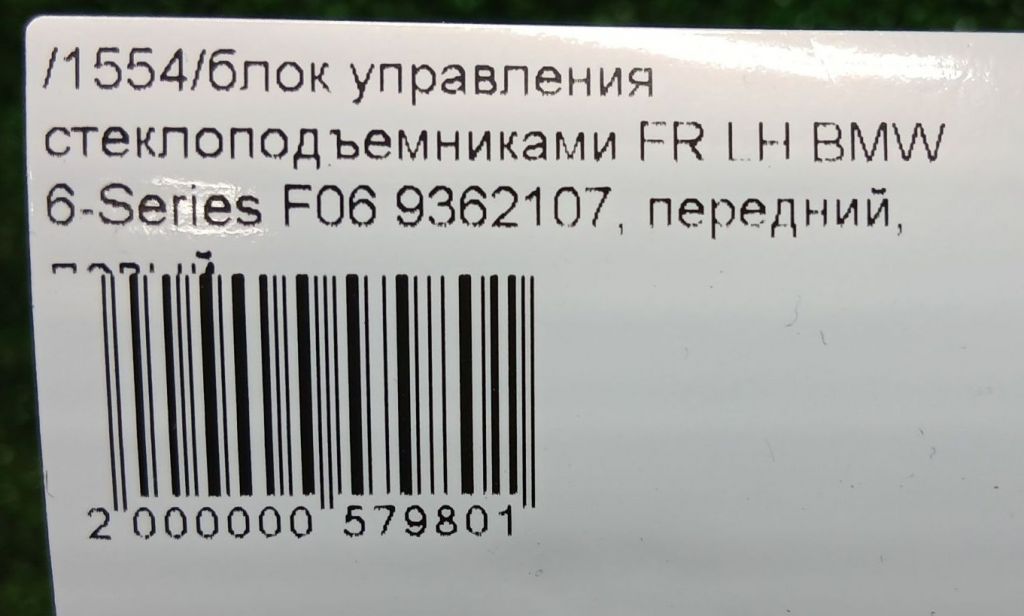 /1554/блок управления
стеклоподъемниками FR LH BMW
6-Series F06 9362107, передний,
2 000000 579801